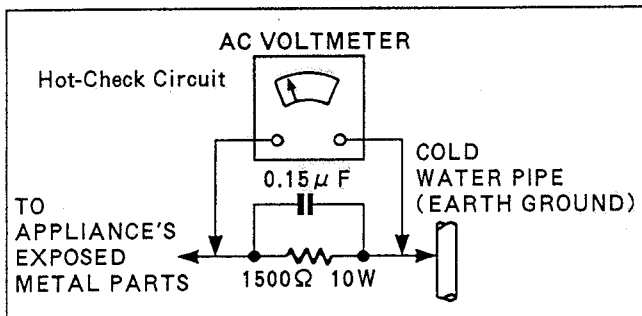 AC VOLTMETER
Hot-Check Circuit
COLD
WATER PIPE
(EARTH GROUND)
0.15μF
TO
APPLIANCE'S
EXPOSED
METAL PARTS
1500Ω 10W